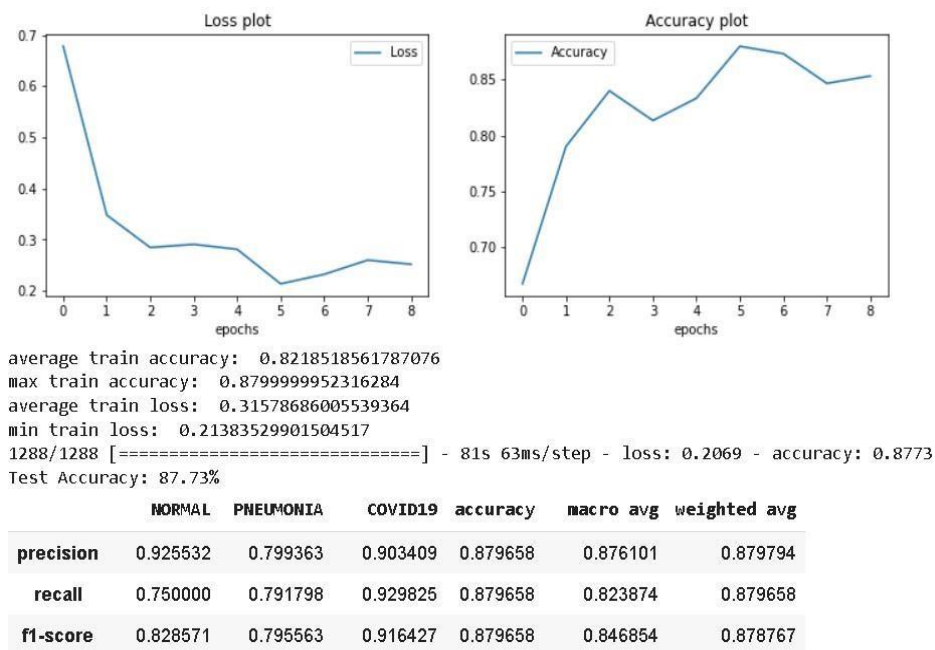 Loss plot
Accuracy plot
0.7
0.6
0.5
0.4
0.3
0.2
Loss
0 1 2 3 4 5 6 7 8
epochs
0.85
0.80
0.75
0.70
Accuracy
0 1 2 3 4 5 6 7 8
epochs
average train accuracy: 0.8218518561787076
max train accuracy: 0.8799999952316284
average train loss: 0.31578686005539364
min train loss: 0.21383529901504517
1288/1288 [==============================] - 81s 63ms/step - loss: 0.2069 - accuracy: 0.8773
Test Accuracy: 87.73%
NORMAL PNEUMONIA COVID19 accuracy macro avg weighted avg
precision 0.925532 0.799363 0.903409 0.879658 0.876101 0.879794
recall 0.750000 0.791798 0.929825 0.879658 0.823874 0.879658
f1-score 0.828571 0.795563 0.916427 0.879658 0.846854 0.878767